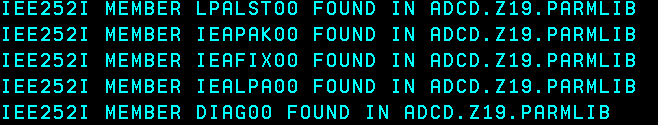 IEE252I MEMBER LPALST00 FOUND IN ADCD.Z19.PARMLIB
IEE252I MEMBER IEAPAK00 FOUND IN ADCD.Z19.PARMLIB
IEE252I MEMBER IEAFIX00 FOUND IN ADCD.Z19.PARMLIB
IEE252I MEMBER IEALPA00 FOUND IN ADCD.Z19.PARMLIB
IEE252I MEMBER DIAG00 FOUND IN ADCD.Z19.PARMLIB